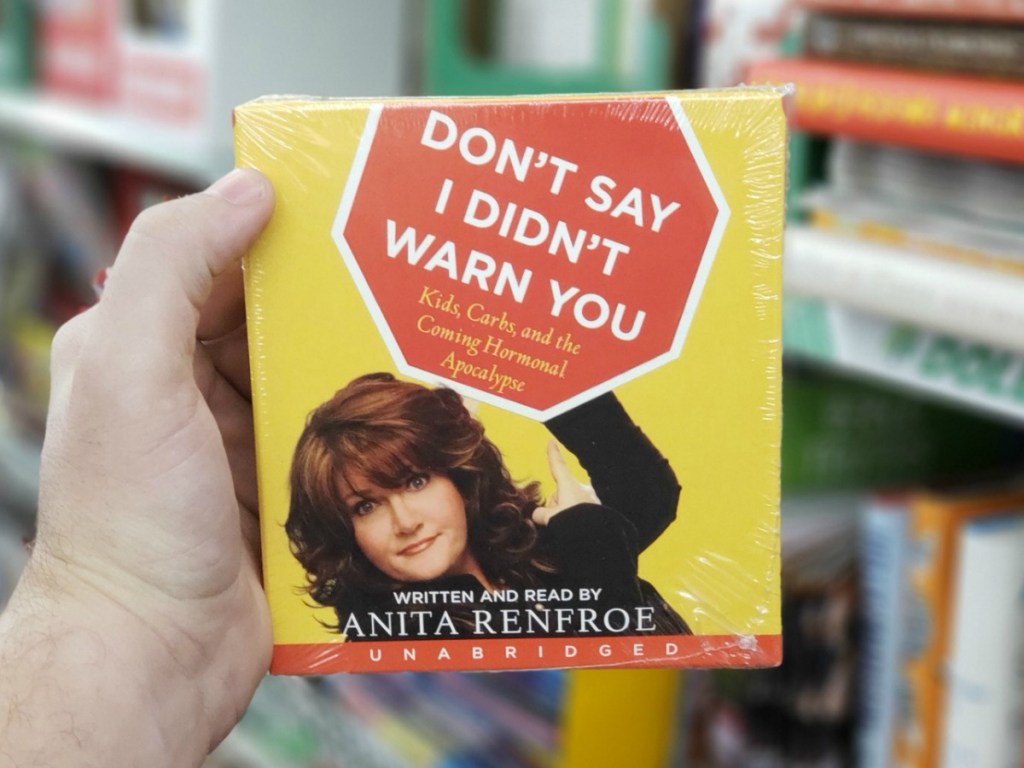 DON'T SAY
I DIDN'T
WARN YOU
Kids, Carbs, and the
Coming Hormonal
Apocalypse
WRITTEN AND READ BY
ANITA RENFROE
UNABRIDGED